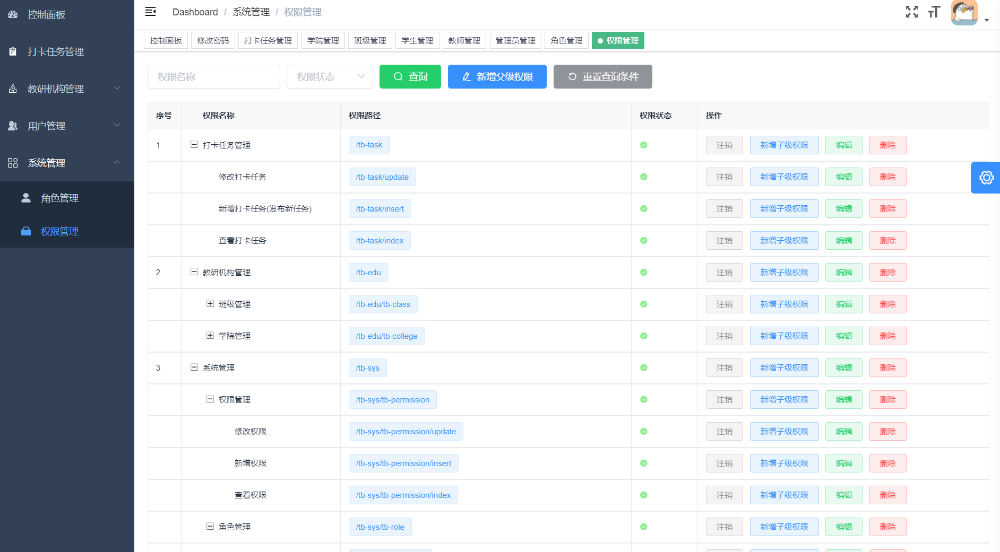 控制面板
打卡任务管理
教研机构管理
用户管理
系统管理
角色管理
权限管理
Dashboard / 系统管理 / 权限管理
控制面板 修改密码 打卡任务管理 学院管理 班级管理 学生管理 教师管理 管理员管理 角色管理 权限管理
权限名称 权限状态 查询 新增父级权限 重置查询条件
序号 权限名称 权限路径 权限状态 操作
1 打卡任务管理 /tb-task 注销 新增子级权限 编辑 删除
修改打卡任务 /tb-task/update 注销 新增子级权限 编辑 删除
新增打卡任务(发布新任务) /tb-task/insert 注销 新增子级权限 编辑 删除
查看打卡任务 /tb-task/index 注销 新增子级权限 编辑 删除
2 教研机构管理 /tb-edu 注销 新增子级权限 编辑 删除
班级管理 /tb-edu/tb-class 注销 新增子级权限 编辑 删除
学院管理 /tb-edu/tb-college 注销 新增子级权限 编辑 删除
3 系统管理 /tb-sys 注销 新增子级权限 编辑 删除
权限管理 /tb-sys/tb-permission 注销 新增子级权限 编辑 删除
修改权限 /tb-sys/tb-permission/update 注销 新增子级权限 编辑 删除
新增权限 /tb-sys/tb-permission/insert 注销 新增子级权限 编辑 删除
查看权限 /tb-sys/tb-permission/index 注销 新增子级权限 编辑 删除
角色管理 /tb-sys/tb-role 注销 新增子级权限 编辑 删除